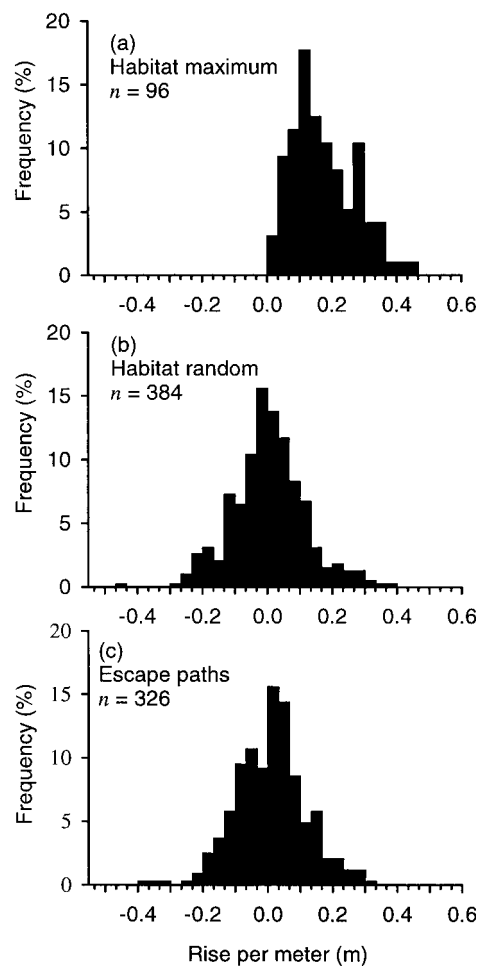 20
15
10
5
0
Frequency (%)
(a)
Habitat maximum
n = 96
-0.4 -0.2 0.0 0.2 0.4 0.6
20
15
10
5
0
Frequency (%)
(b)
Habitat random
n = 384
-0.4 -0.2 0.0 0.2 0.4 0.6
20
15
10
5
0
Frequency (%)
(c)
Escape paths
n = 326
-0.4 -0.2 0.0 0.2 0.4 0.6
Rise per meter (m)